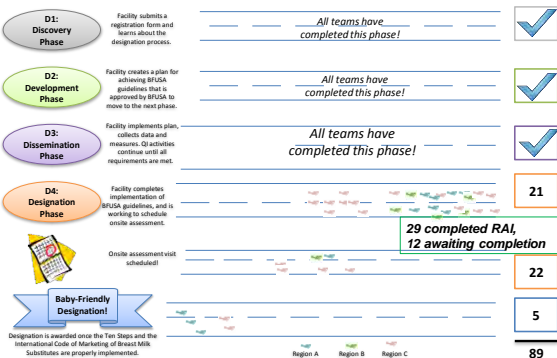 D1:
Discovery
Phase
Facility submits a
registration form and
learns about the
designation process.
All teams have
completed this phase!
D2:
Development
Phase
Facility creates a plan for
achieving BFUSA
guidelines that is
approved by BFUSA to
move to the next phase.
All teams have
completed this phase!
D3:
Dissemination
Phase
Facility implements plan,
collects data and
measures. QI activities
continue until all
requirements are met.
All teams have
completed this phase!
D4:
Designation
Phase
Facility completes
implementation of
BFUSA guidelines, and is
working to schedule
onsite assessment.
21
29 completed RAI,
12 awaiting completion
Onsite assessment visit
scheduled!
22
Baby-Friendly
Designation!
5
Designation is awarded once the Ten Steps and the
International Code of Marketing of Breast Milk
Substitutes are properly implemented.
Region A
Region B
Region C
89